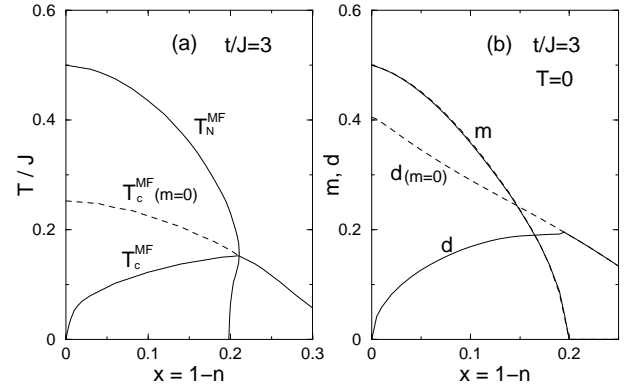 (a) t/J=3
0.6
0.4
0.2
0
T / J
T_N^MF
T_c^MF (m=0)
T_c^MF
0 0.1 0.2 0.3
x = 1−n
(b) t/J=3
T=0
0.6
0.4
0.2
0
m, d
m
d(m=0)
d
0 0.1 0.2
x = 1−n